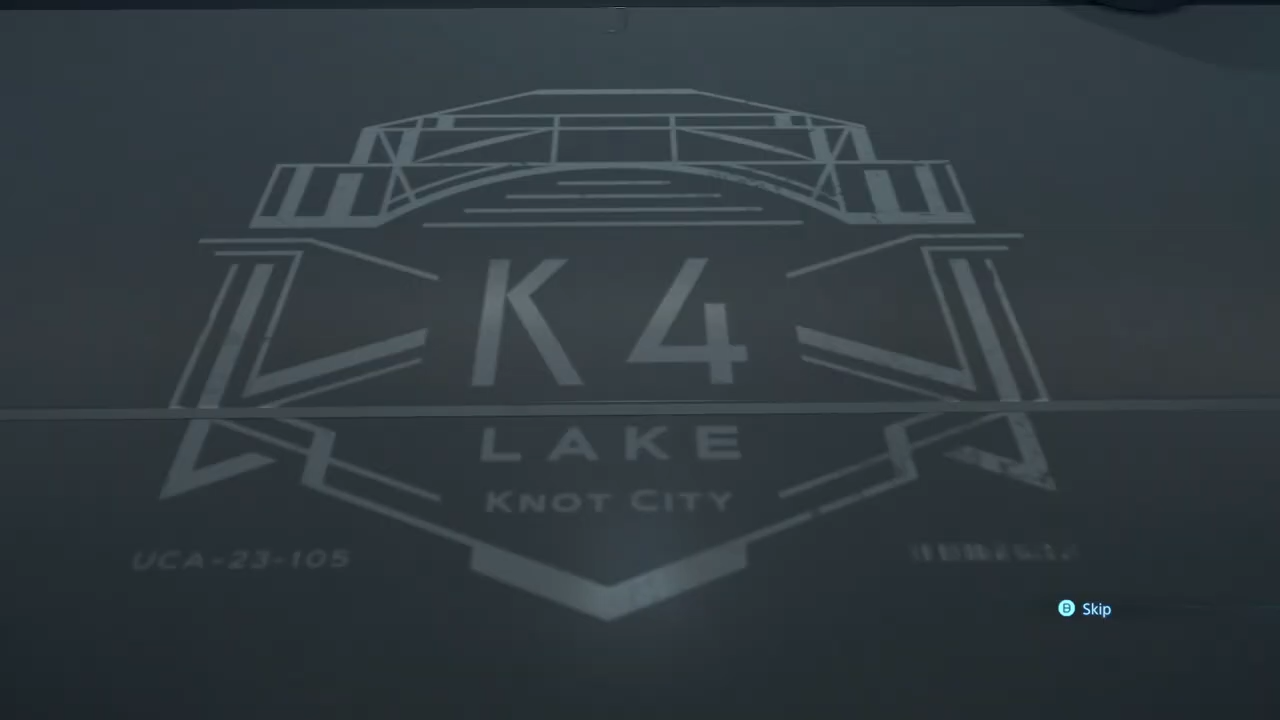 K4
LAKE
KNOT CITY
UCA-23-105
B Skip